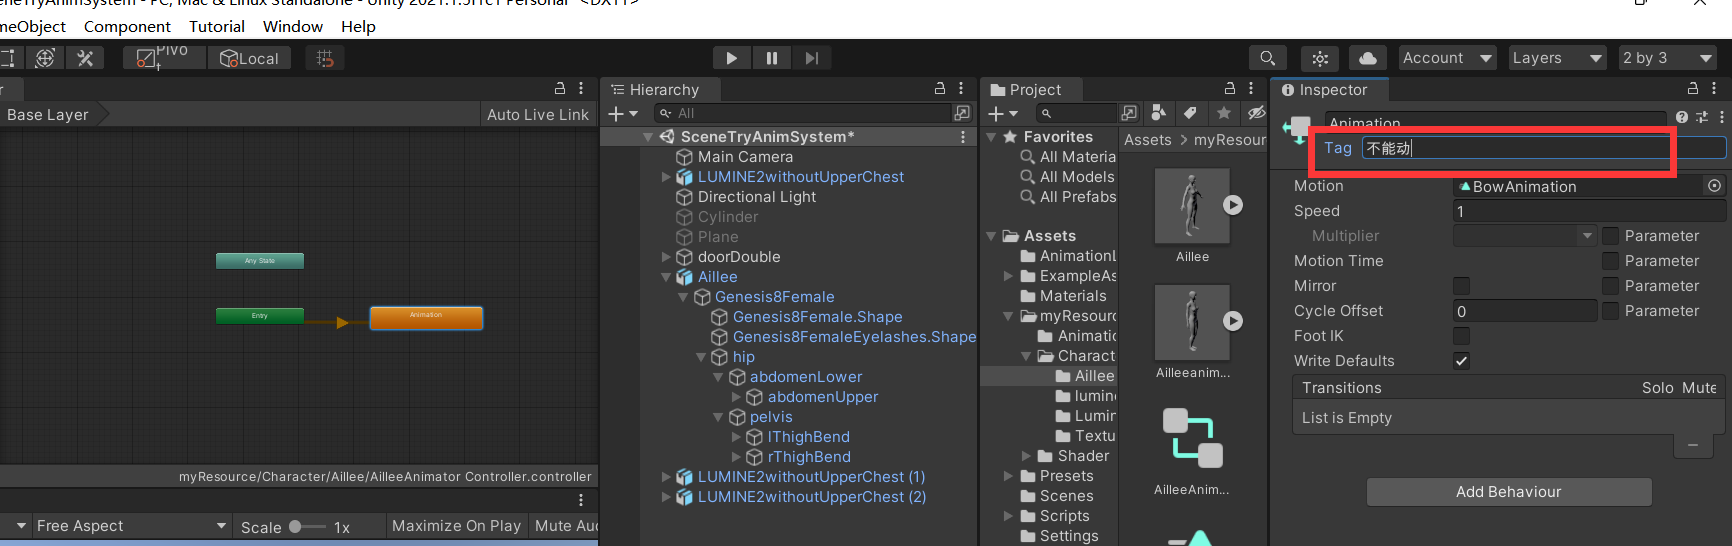 SceneTryAnimSystem - PC, Mac & Linux Standalone - Unity 2021.1.5f1c1 Personal* <DX11>
meObject Component Tutorial Window Help
Pivot Local Account Layers 2 by 3
Base Layer Auto Live Link
Any State
Entry
Animation
myResource/Character/Aillee/AilleeAnimator Controller.controller
Free Aspect Scale 1x Maximize On Play Mute Au
Hierarchy
All
SceneTryAnimSystem*
Main Camera
LUMINE2withoutUpperChest
Directional Light
Cylinder
Plane
doorDouble
Aillee
Genesis8Female
Genesis8Female.Shape
Genesis8FemaleEyelashes.Shape
hip
abdomenLower
abdomenUpper
pelvis
lThighBend
rThighBend
LUMINE2withoutUpperChest (1)
LUMINE2withoutUpperChest (2)
Project
Favorites
All Materia
All Models
All Prefabs
Assets
AnimationL
ExampleAs
Materials
myResourc
Animatic
Charact
Aillee
lumine
Lumin
Textu
Shader
Presets
Scenes
Scripts
Settings
Assets > myResour
Aillee
Ailleeanim...
AilleeAnim...
Inspector
Animation
Tag 不能动
Motion BowAnimation
Speed 1
Multiplier Parameter
Motion Time Parameter
Mirror Parameter
Cycle Offset 0 Parameter
Foot IK
Write Defaults
Transitions Solo Mute
List is Empty
Add Behaviour